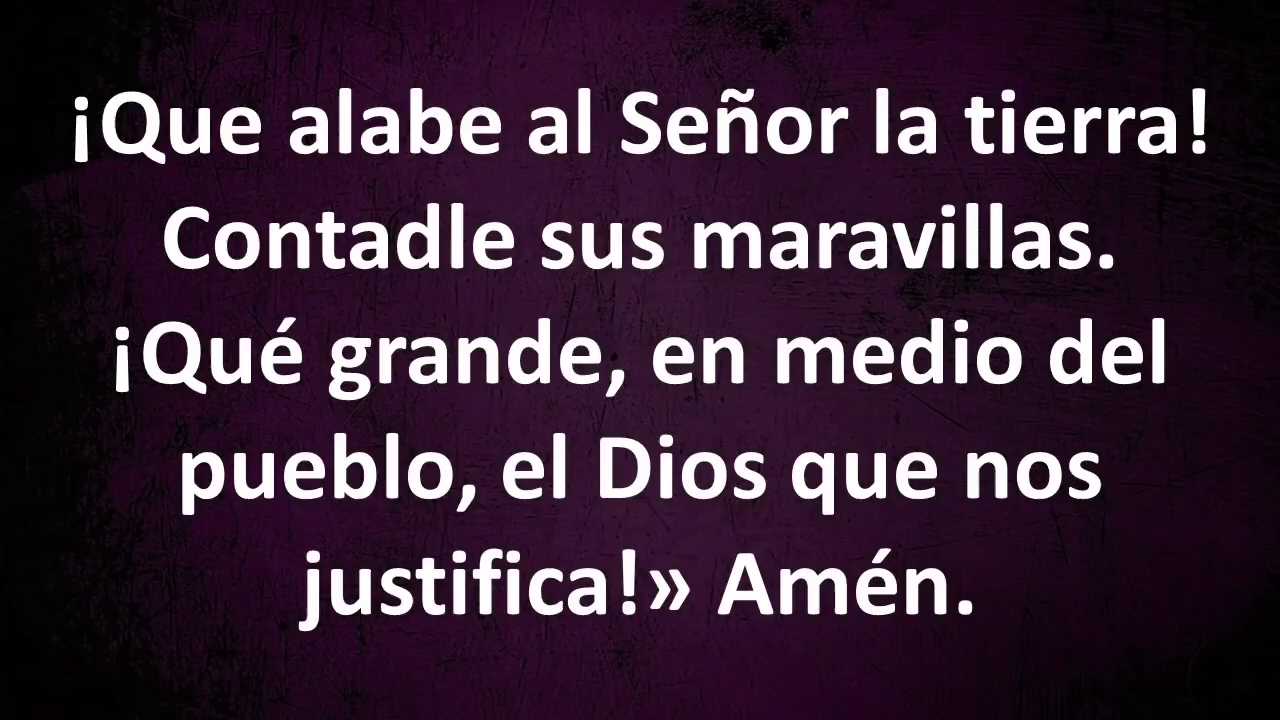 ¡Que alabe al Señor la tierra!
Contadle sus maravillas.
¡Qué grande, en medio del
pueblo, el Dios que nos
justifica!» Amén.